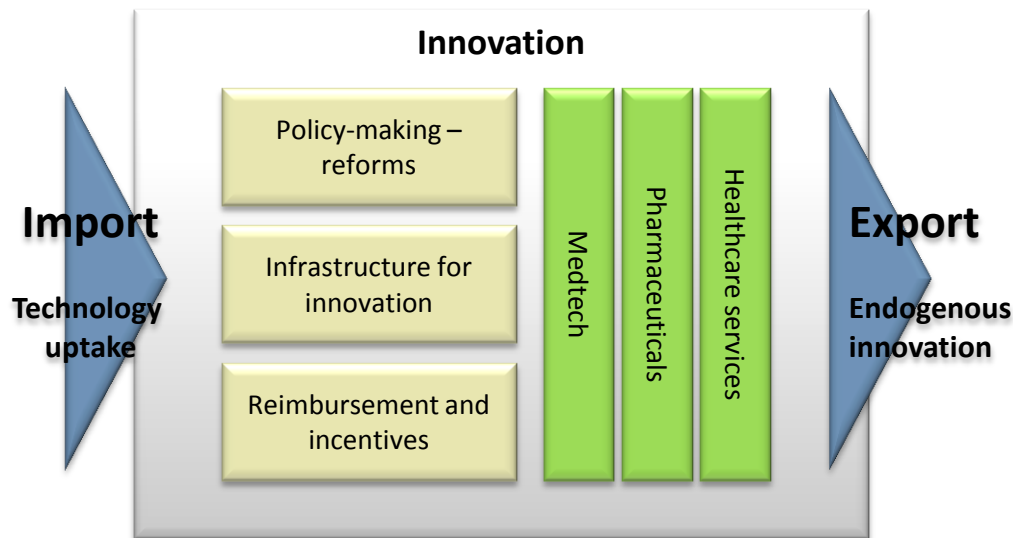 Innovation
Import
Technology
uptake
Policy-making –
reforms
Infrastructure for
innovation
Reimbursement and
incentives
Medtech
Pharmaceuticals
Healthcare services
Export
Endogenous
innovation